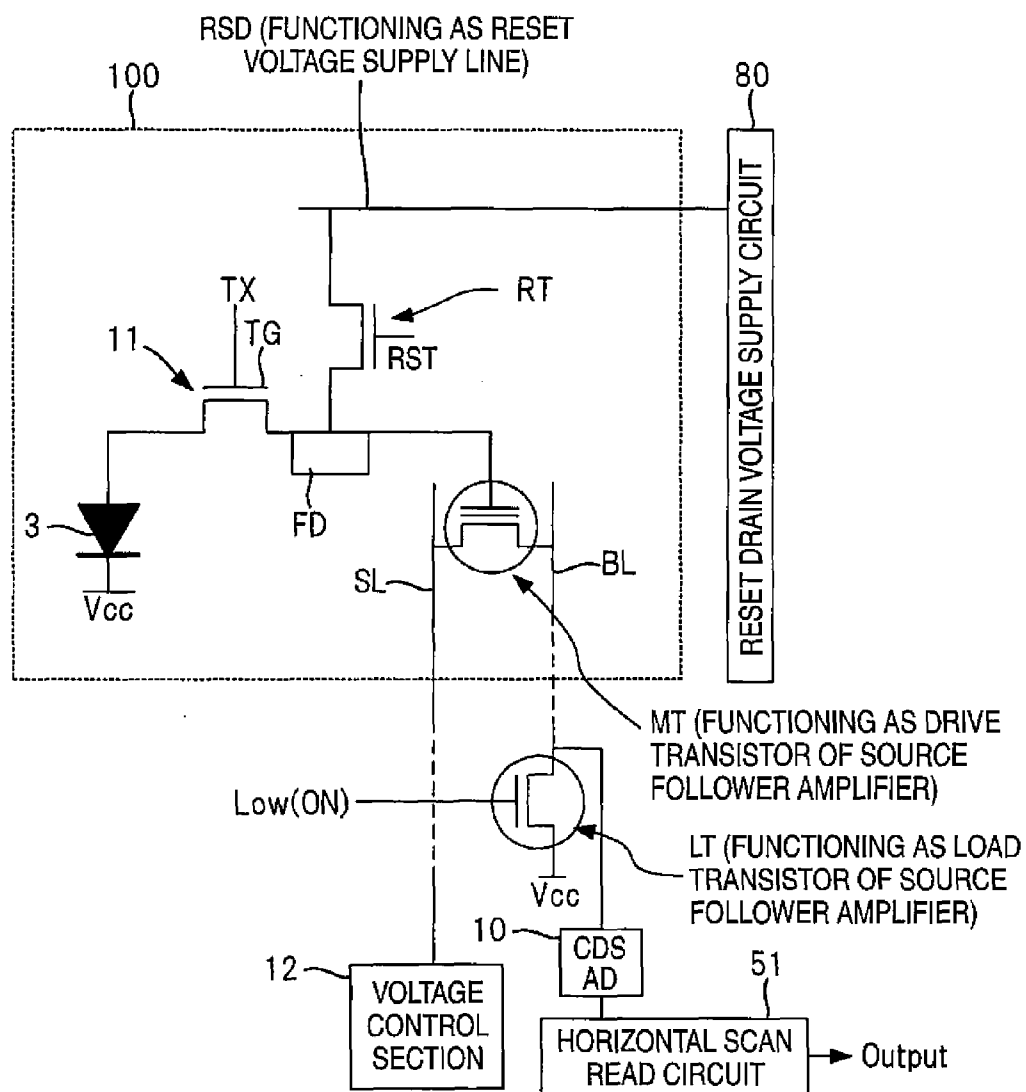 RSD (FUNCTIONING AS RESET
VOLTAGE SUPPLY LINE)
100
80
RESET DRAIN VOLTAGE SUPPLY CIRCUIT
TX
RT
TG
11
RST
3
FD
Vcc
SL
BL
MT (FUNCTIONING AS DRIVE
TRANSISTOR OF SOURCE
FOLLOWER AMPLIFIER)
Low(ON)
LT (FUNCTIONING AS LOAD
TRANSISTOR OF SOURCE
FOLLOWER AMPLIFIER)
Vcc
10
CDS
AD
12
51
VOLTAGE
CONTROL
SECTION
HORIZONTAL SCAN
READ CIRCUIT
Output